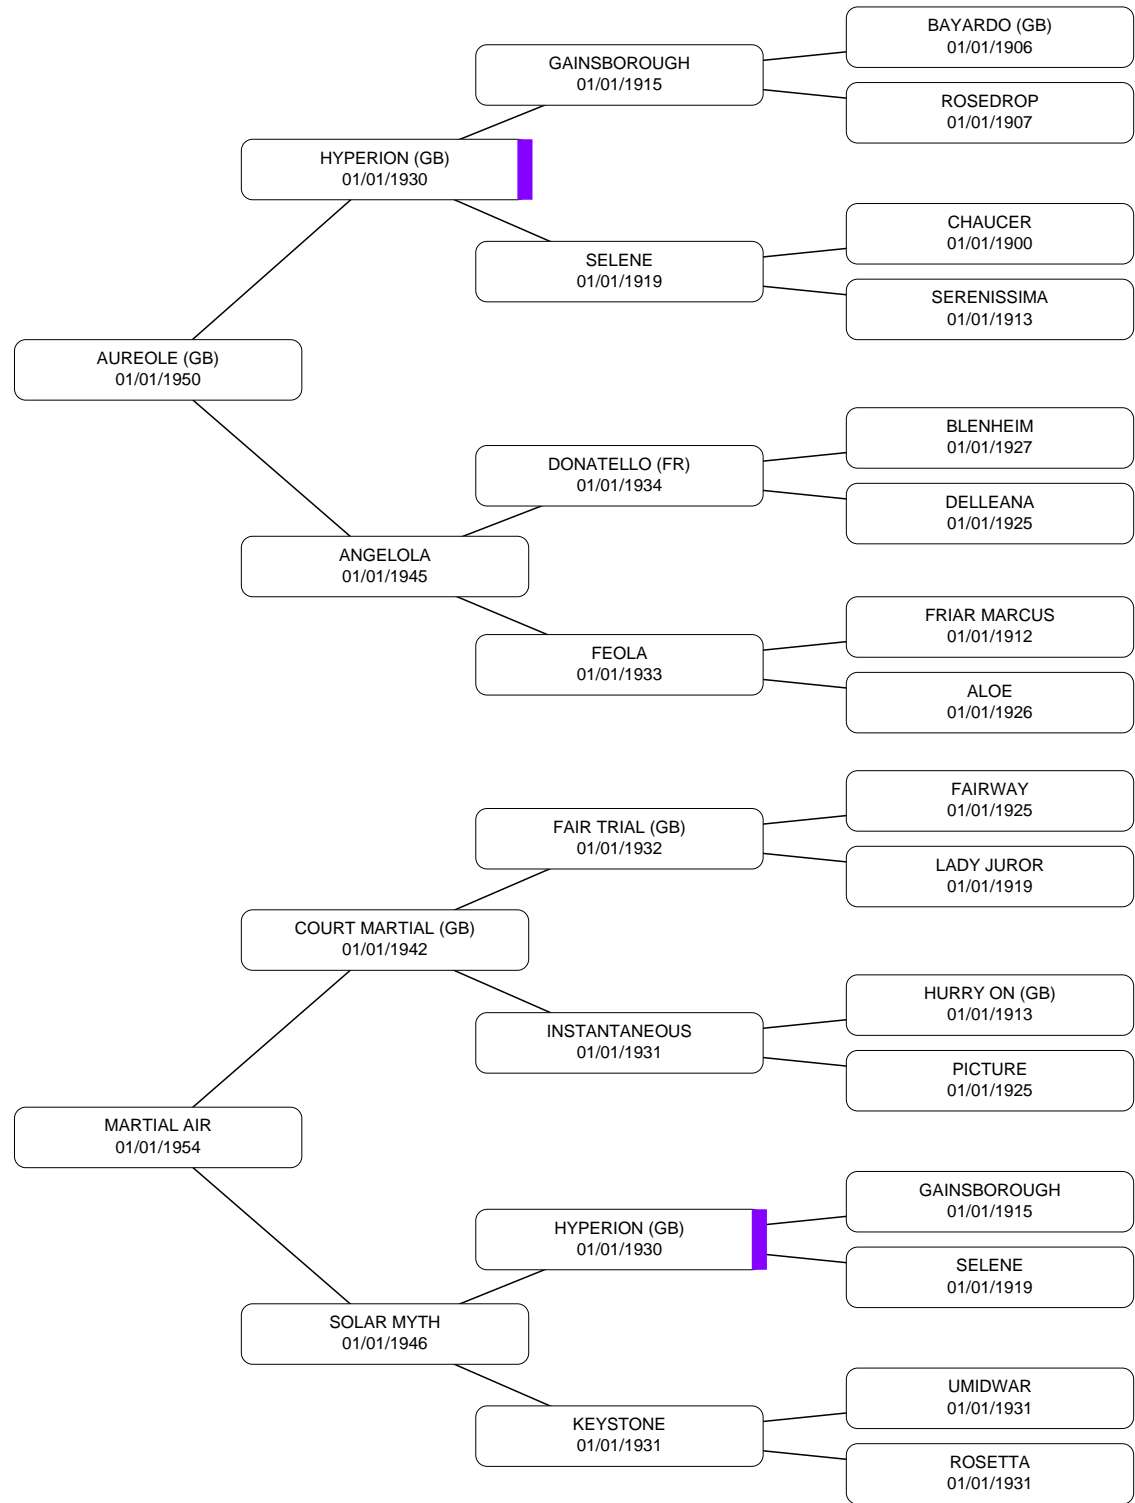 BAYARDO (GB)
01/01/1906
GAINSBOROUGH
01/01/1915
ROSEDROP
01/01/1907
HYPERION (GB)
01/01/1930
CHAUCER
01/01/1900
SELENE
01/01/1919
SERENISSIMA
01/01/1913
AUREOLE (GB)
01/01/1950
BLENHEIM
01/01/1927
DONATELLO (FR)
01/01/1934
DELLEANA
01/01/1925
ANGELOLA
01/01/1945
FRIAR MARCUS
01/01/1912
FEOLA
01/01/1933
ALOE
01/01/1926
FAIRWAY
01/01/1925
FAIR TRIAL (GB)
01/01/1932
LADY JUROR
01/01/1919
COURT MARTIAL (GB)
01/01/1942
HURRY ON (GB)
01/01/1913
INSTANTANEOUS
01/01/1931
PICTURE
01/01/1925
MARTIAL AIR
01/01/1954
GAINSBOROUGH
01/01/1915
HYPERION (GB)
01/01/1930
SELENE
01/01/1919
SOLAR MYTH
01/01/1946
UMIDWAR
01/01/1931
KEYSTONE
01/01/1931
ROSETTA
01/01/1931